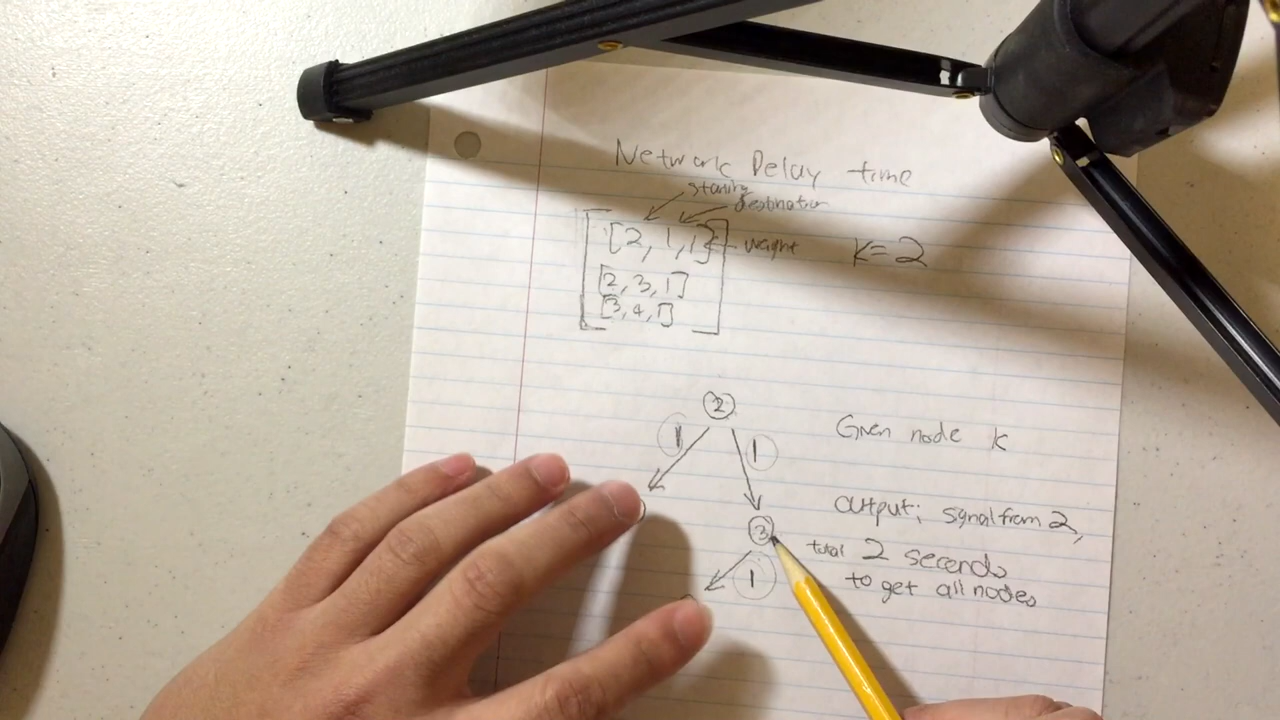 Network Delay time
starting
destination
[2, 1, 1] weight K=2
[2, 3, 1]
[3, 4, 1]
2
1 1
Given node K
3
1
Output: signal from 2,
total 2 seconds
to get all nodes